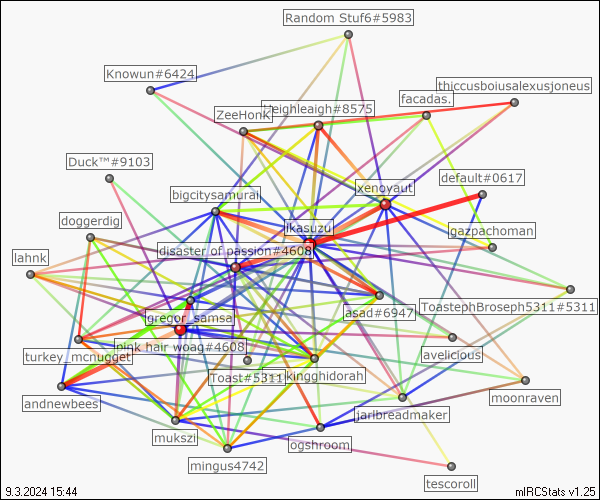 Random Stuf6#5983
Knowun#6424
thiccusboiusalexusjoneus
facadas.
Neighleaigh#8575
ZeeHonk
Duck™#9103
default#0617
xenoyaut
bigcitysamurai
doggerdig
likasuzu
gazpachoman
disaster of passion#4608
lahnk
ToastephBroseph5311#5311
asad#6947
gregor_samsa
pink hair woag#4608
turkey_mcnugget
avelicious
Toast#5311
kingghidorah
moonraven
andnewbees
jarlbreadmaker
mukszi
ogshroom
mingus4742
tescoroll
9.3.2024 15:44
mIRCStats v1.25